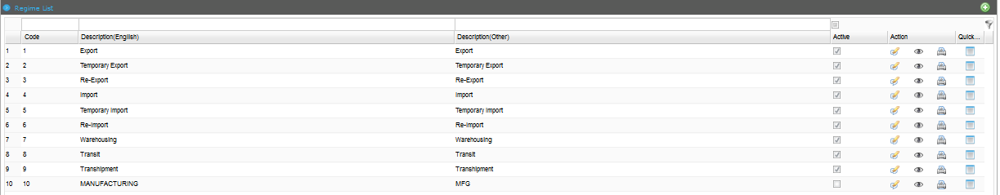 Regime List
Code Description(English) Description(Other) Active Action Quick...
1 1 Export Export
2 2 Temporary Export Temporary Export
3 3 Re-Export Re-Export
4 4 Import Import
5 5 Temporary Import Temporary Import
6 6 Re-Import Re-Import
7 7 Warehousing Warehousing
8 8 Transit Transit
9 9 Transhipment Transhipment
10 10 MANUFACTURING MFG